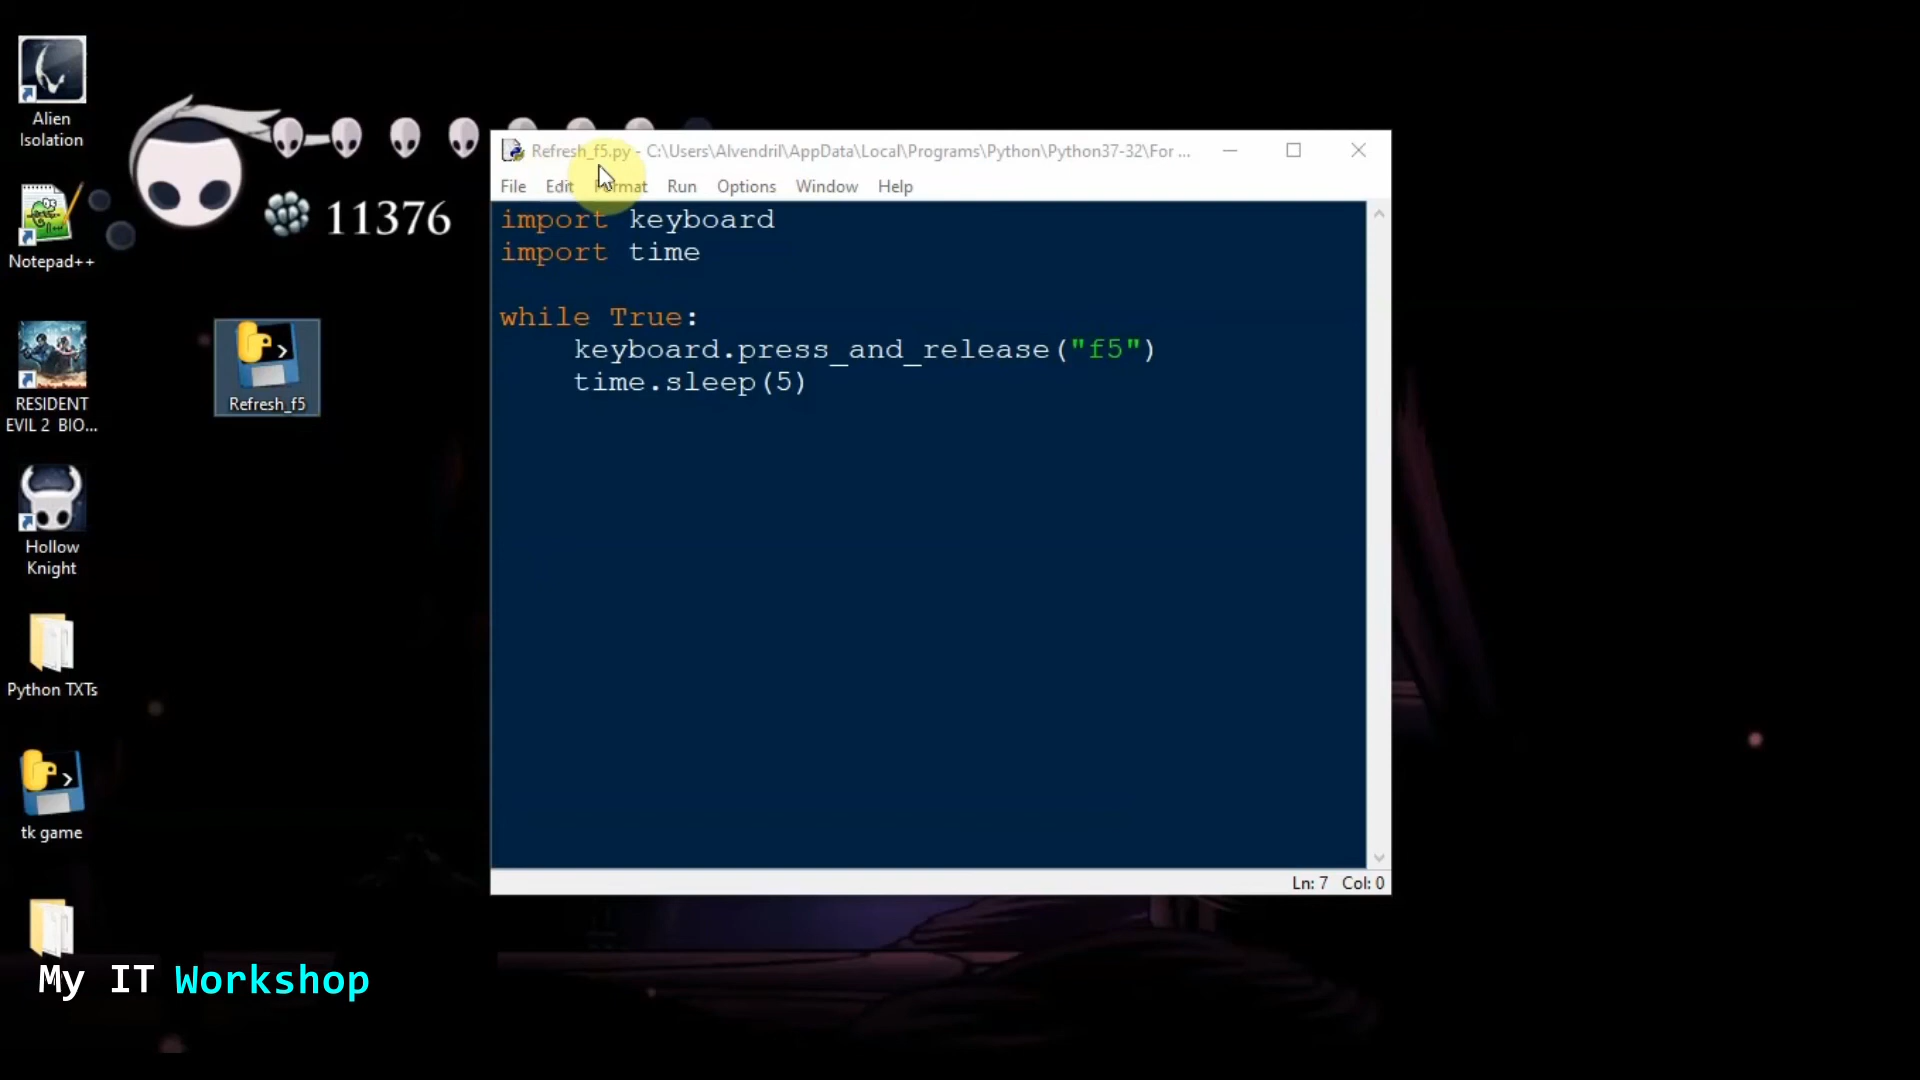 Alien
Isolation
Notepad++
RESIDENT
EVIL 2 BIO...
Hollow
Knight
Python TXTs
tk game
11376
Refresh_f5
Refresh_f5.py - C:\Users\Alvendril\AppData\Local\Programs\Python\Python37-32\For ...
File Edit Format Run Options Window Help
import keyboard
import time
while True:
    keyboard.press_and_release("f5")
    time.sleep(5)
Ln: 7 Col: 0
My IT Workshop